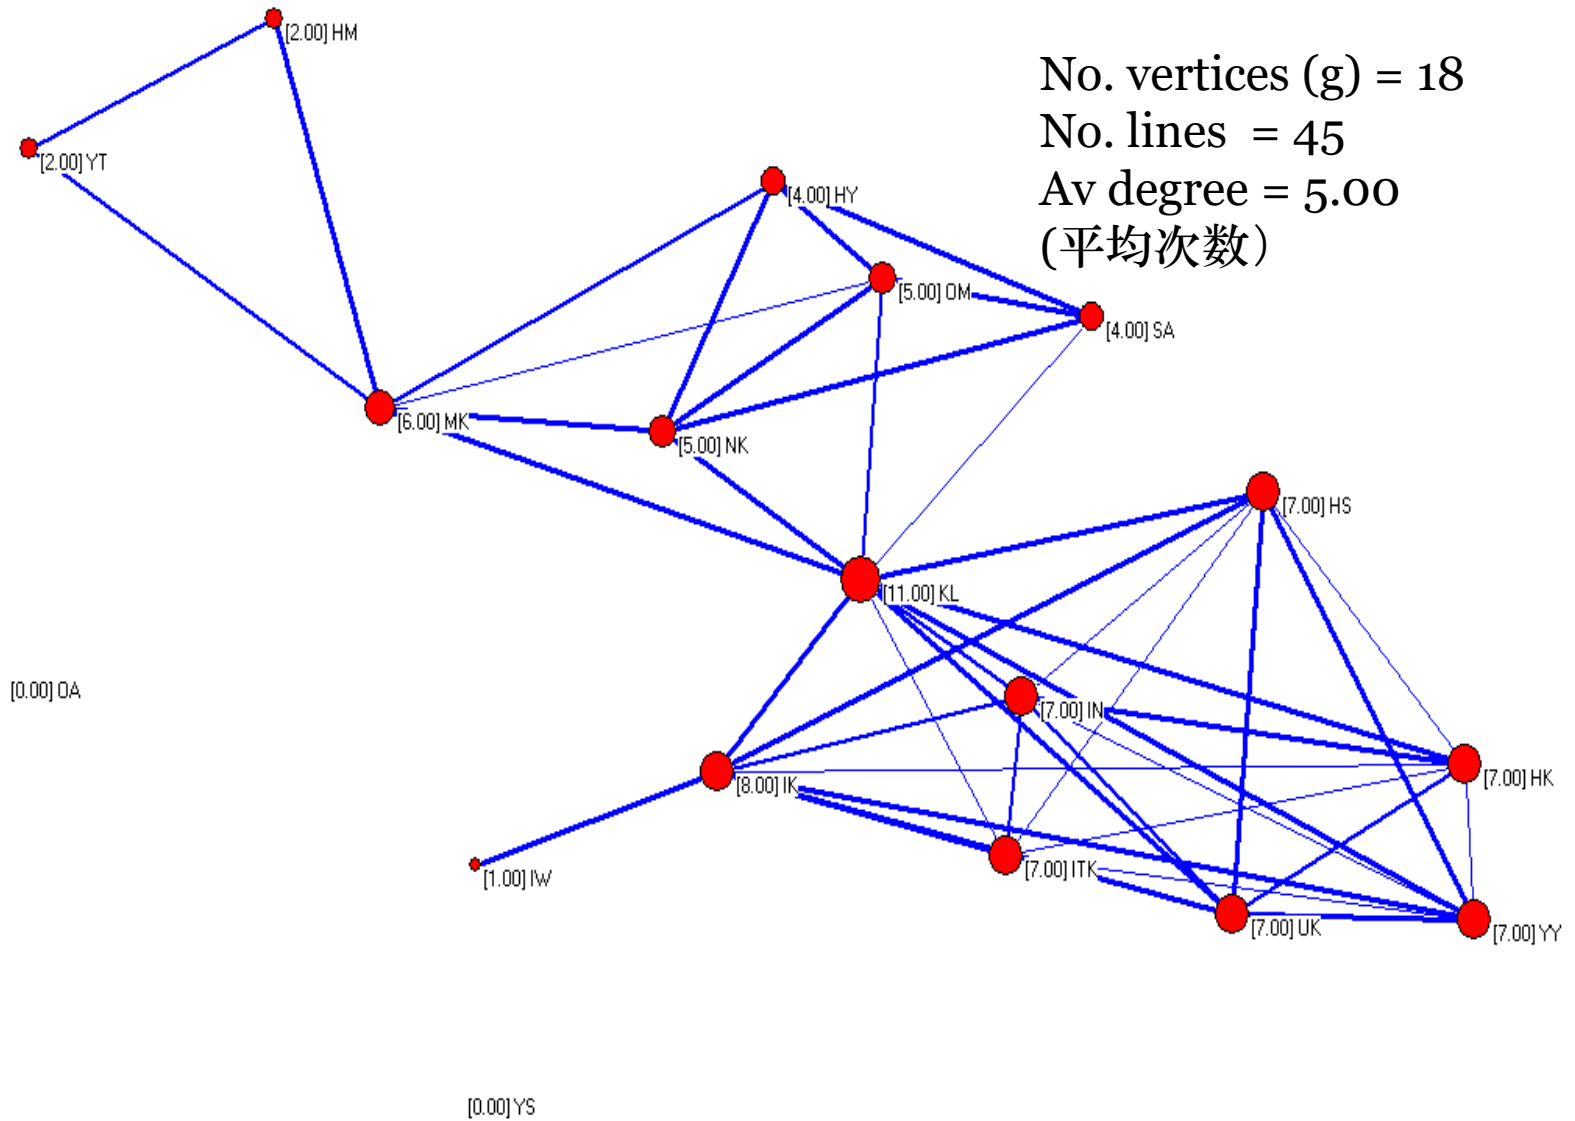 [2.00] HM
No. vertices (g) = 18
No. lines  = 45
[2.00] YT
[4.00] HY
Av degree = 5.00
(平均次数）
[5.00] OM
[4.00] SA
[6.00] MK
[5.00] NK
[7.00] HS
[11.00] KL
[0.00] OA
[7.00] IN
[8.00] IK
[7.00] HK
[7.00] ITK
[1.00] IW
[7.00] UK
[7.00] YY
[0.00] YS